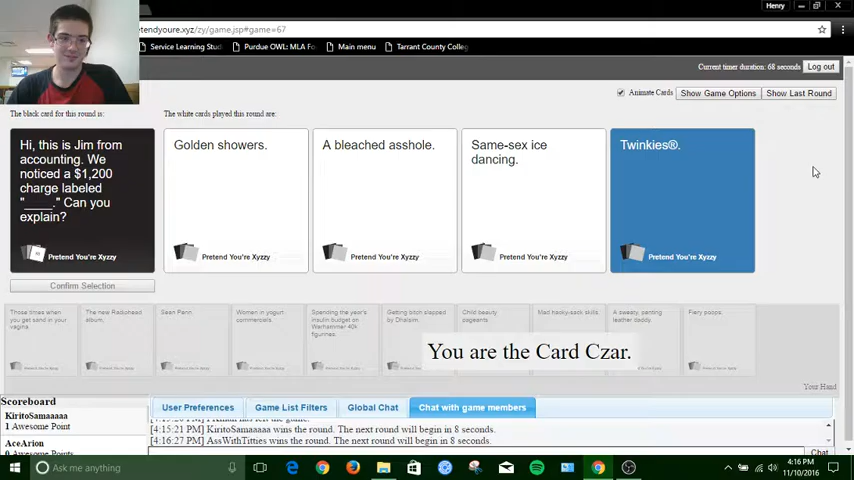 Henry
etendyoure.xyz/zy/game.jsp#game=67
Service Learning Stud
Purdue OWL: MLA Fo
Main menu
Tarrant County Colleg
Current timer duration: 68 seconds
Log out
Animate Cards
Show Game Options
Show Last Round
The black card for this round is:
The white cards played this round are:
Hi, this is Jim from
accounting. We
noticed a $1,200
charge labeled
"____." Can you
explain?
Pretend You're Xyzzy
Golden showers.
Pretend You're Xyzzy
A bleached asshole.
Pretend You're Xyzzy
Same-sex ice
dancing.
Pretend You're Xyzzy
Twinkies®.
Pretend You're Xyzzy
Confirm Selection
Those times when
you get sand in your
vagina.
The new Radiohead
album.
Sean Penn.
Women in yogurt
commercials.
Spending the year's
insulin budget on
Warhammer 40k
figurines.
Getting bitch slapped
by Dhalsim.
Child beauty
pageants
Mad hacky-sack skills.
A sweaty, panting
leather daddy.
Fiery poops.
You are the Card Czar.
Your Hand
Scoreboard
KiritoSamaaaaa
1 Awesome Point
AceArion
0 Awesome Points
User Preferences
Game List Filters
Global Chat
Chat with game members
[4:15:21 PM] KiritoSamaaaaa wins the round. The next round will begin in 8 seconds.
[4:16:27 PM] AssWithTitties wins the round. The next round will begin in 8 seconds.
Chat
Ask me anything
4:16 PM
11/10/2016